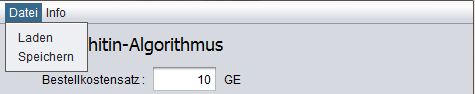 Datei Info
Laden
Speichern
hitin-Algorithmus
Bestellkostensatz: 10 GE